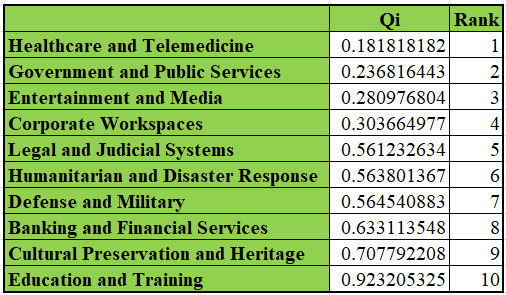 Qi Rank
Healthcare and Telemedicine 0.181818182 1
Government and Public Services 0.236816443 2
Entertainment and Media 0.280976804 3
Corporate Workspaces 0.303664977 4
Legal and Judicial Systems 0.561232634 5
Humanitarian and Disaster Response 0.563801367 6
Defense and Military 0.564540883 7
Banking and Financial Services 0.633113548 8
Cultural Preservation and Heritage 0.707792208 9
Education and Training 0.923205325 10